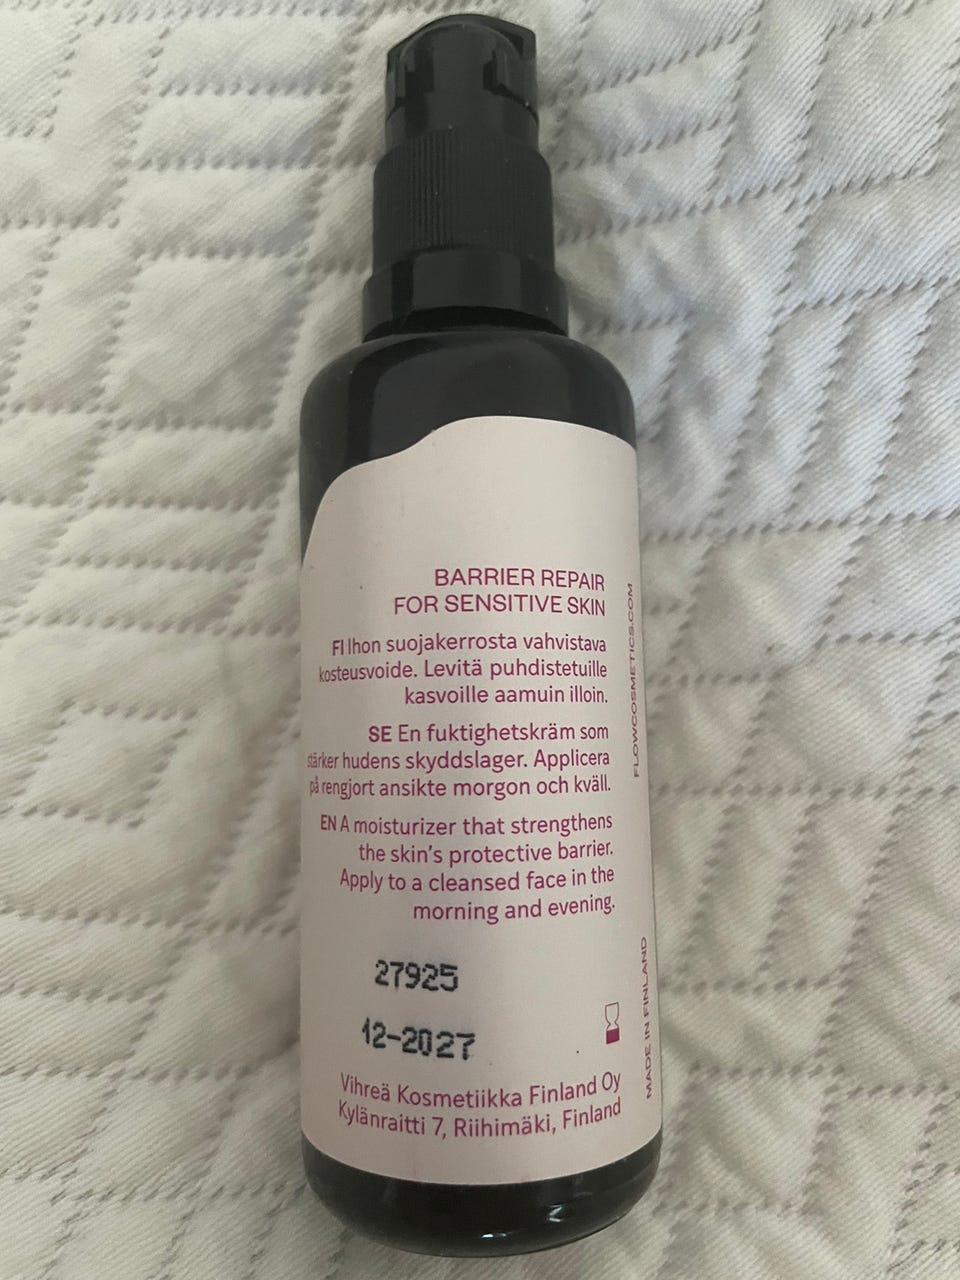 BARRIER REPAIR
FOR SENSITIVE SKIN
FI Ihon suojakerrosta vahvistava
kosteusvoide. Levitä puhdistetuille
kasvoille aamuin illoin.
SE En fuktighetskräm som
stärker hudens skyddslager. Applicera
på rengjort ansikte morgon och kväll.
EN A moisturizer that strengthens
the skin's protective barrier.
Apply to a cleansed face in the
morning and evening.
27925
12-2027
Vihreä Kosmetiikka Finland Oy
Kylänraitti 7, Riihimäki, Finland
FLOWCOSMETICS.COM
MADE IN FINLAND